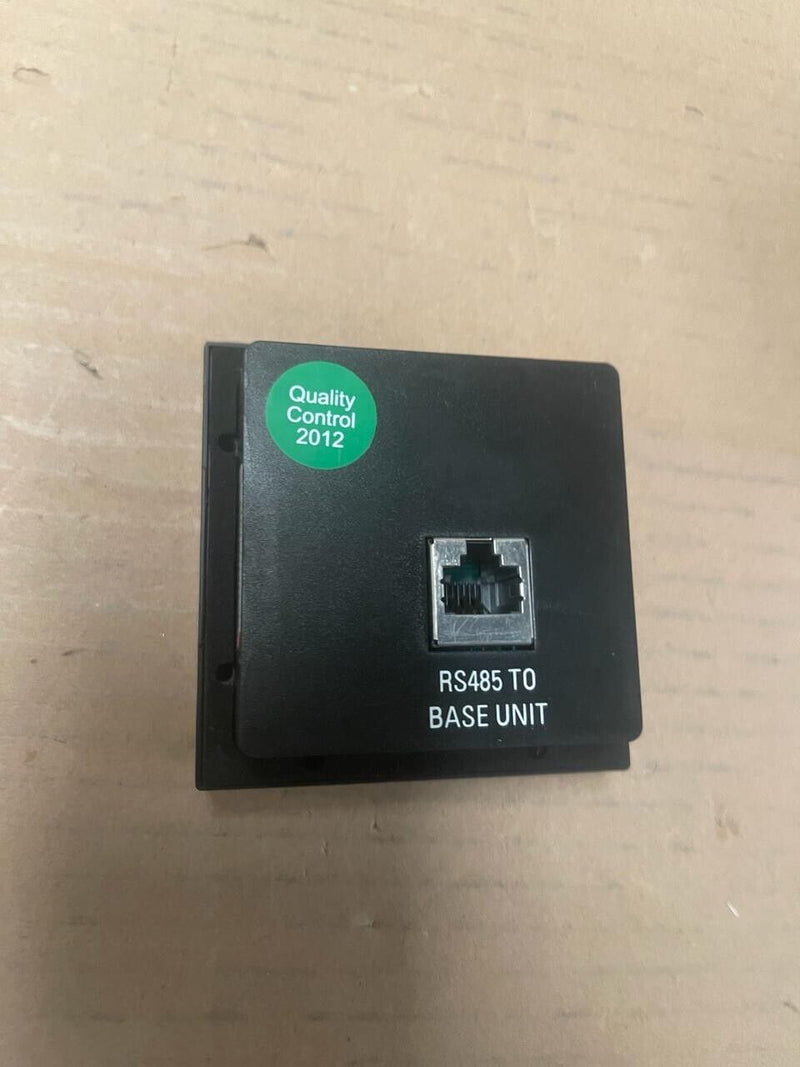 Quality
Control
2012
RS485 TO
BASE UNIT